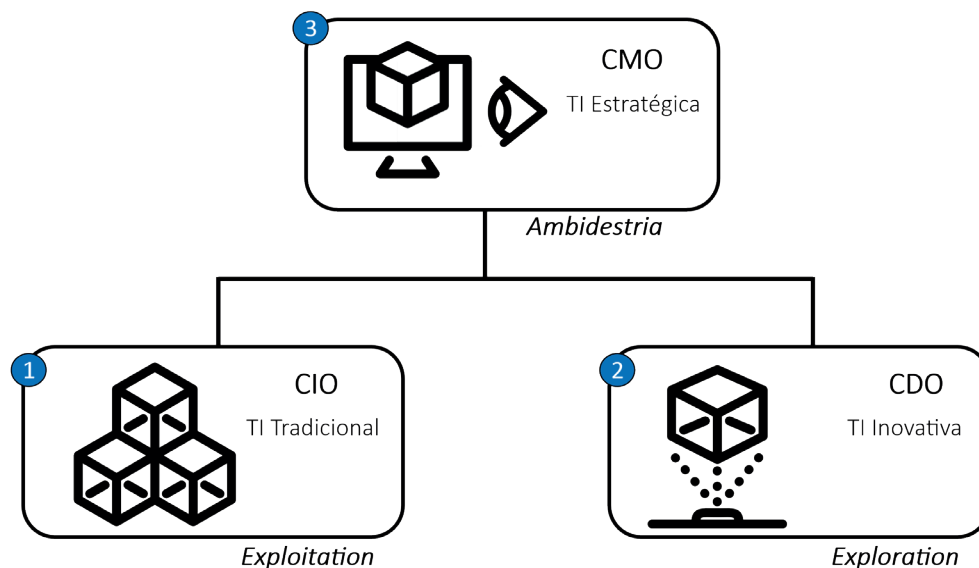 3
CMO
TI Estratégica
Ambidestria
1
CIO
TI Tradicional
Exploitation
2
CDO
TI Inovativa
Exploration